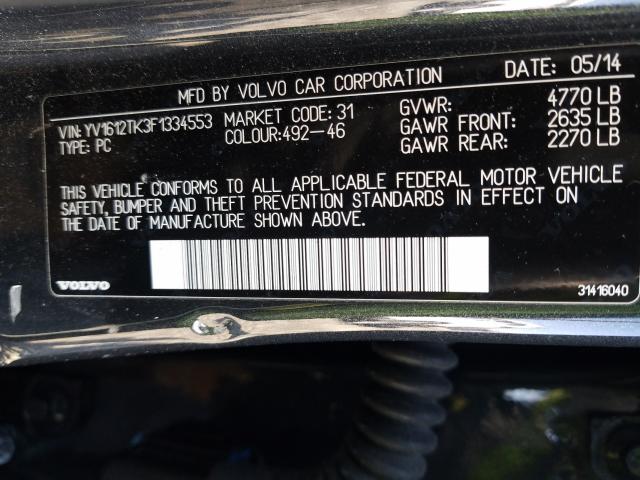 MFD BY VOLVO CAR CORPORATION DATE: 05/14
VIN: YV1612TK3F1334553 MARKET CODE: 31 GVWR: 4770 LB
TYPE: PC COLOUR: 492-46 GAWR FRONT: 2635 LB
GAWR REAR: 2270 LB
THIS VEHICLE CONFORMS TO ALL APPLICABLE FEDERAL MOTOR VEHICLE
SAFETY, BUMPER AND THEFT PREVENTION STANDARDS IN EFFECT ON
THE DATE OF MANUFACTURE SHOWN ABOVE.
VOLVO 31416040